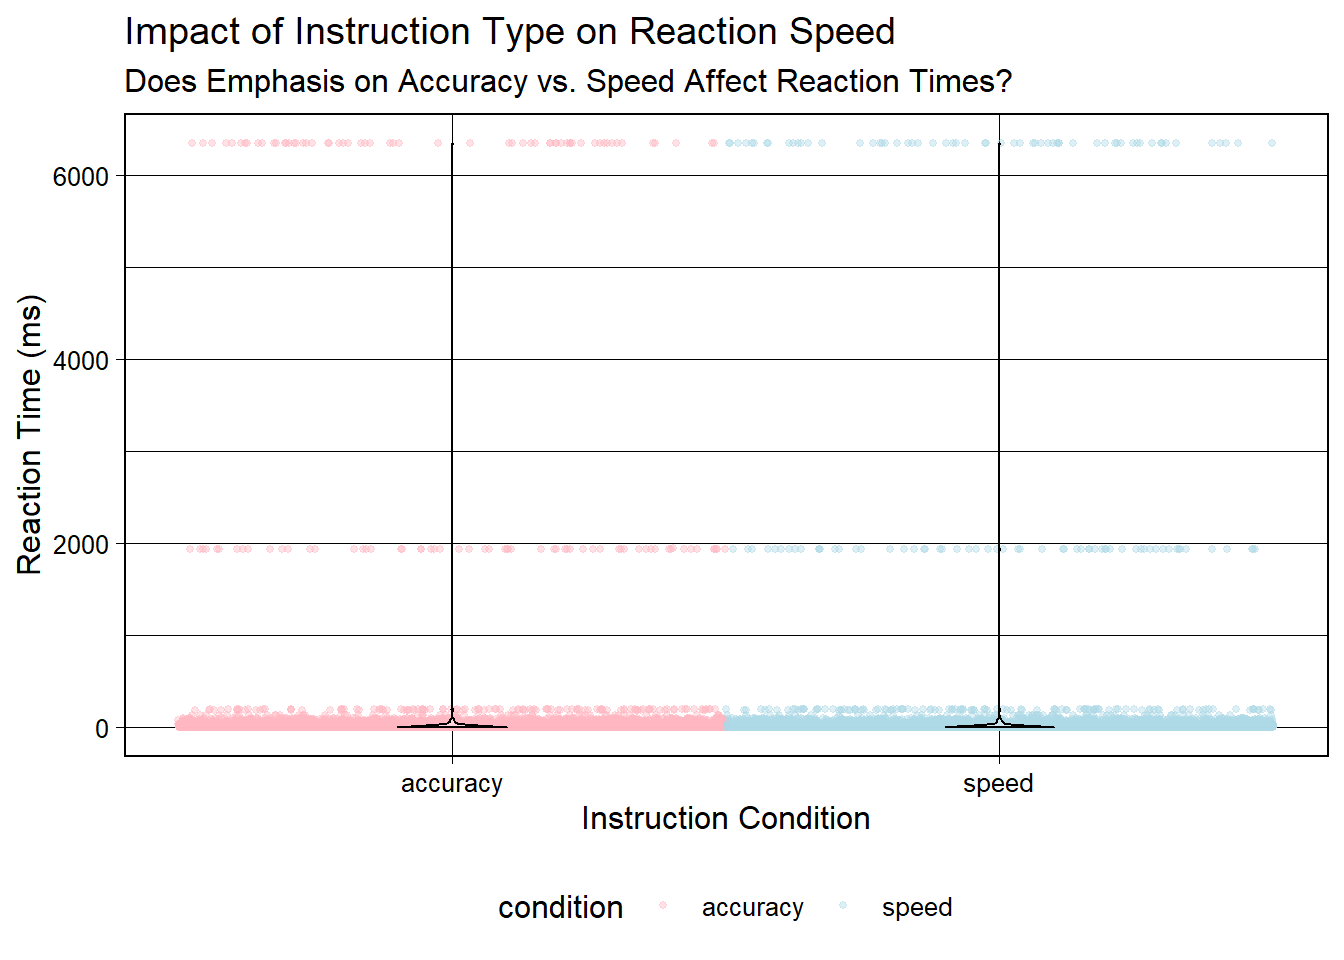 Impact of Instruction Type on Reaction Speed
Does Emphasis on Accuracy vs. Speed Affect Reaction Times?
Reaction Time (ms)
6000
4000
2000
0
accuracy speed
Instruction Condition
condition accuracy speed